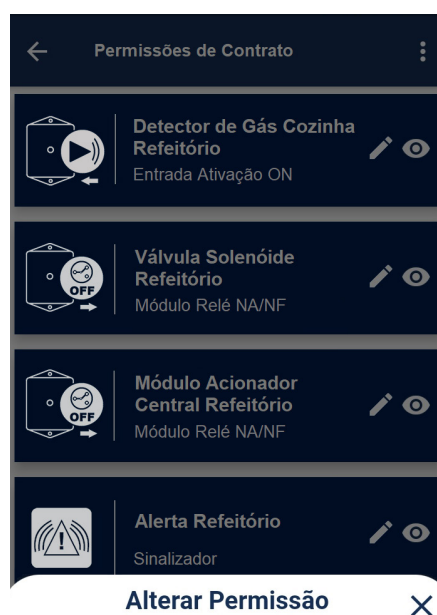 Permissões de Contrato
Detector de Gás Cozinha
Refeitório
Entrada Ativação ON
OFF
Válvula Solenóide
Refeitório
Módulo Relé NA/NF
OFF
Módulo Acionador
Central Refeitório
Módulo Relé NA/NF
Alerta Refeitório
Sinalizador
Alterar Permissão